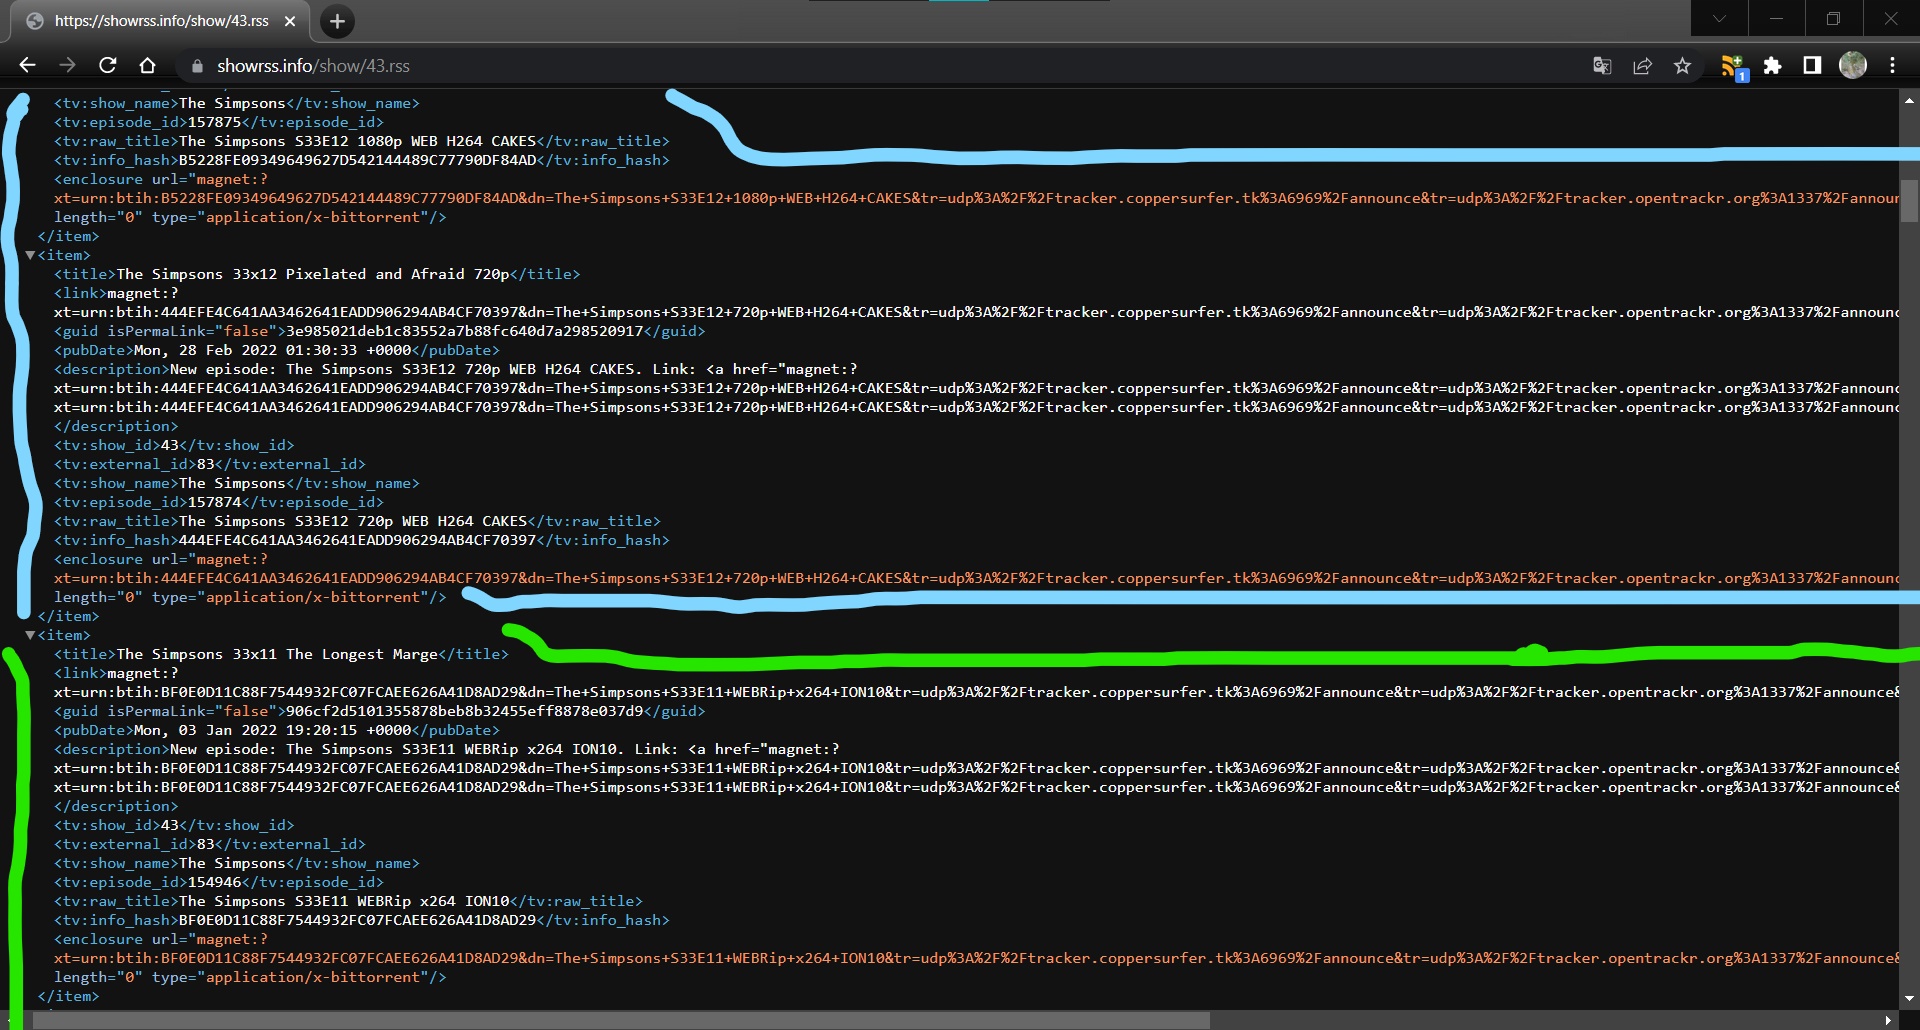 https://showrss.info/show/43.rss
showrss.info/show/43.rss
1
<tv:show_name>The Simpsons</tv:show_name>
<tv:episode_id>157875</tv:episode_id>
<tv:raw_title>The Simpsons S33E12 1080p WEB H264 CAKES</tv:raw_title>
<tv:info_hash>B5228FE09349649627D542144489C77790DF84AD</tv:info_hash>
<enclosure url="magnet:?
xt=urn:btih:B5228FE09349649627D542144489C77790DF84AD&dn=The+Simpsons+S33E12+1080p+WEB+H264+CAKES&tr=udp%3A%2F%2Ftracker.coppersurfer.tk%3A6969%2Fannounce&tr=udp%3A%2F%2Ftracker.opentrackr.org%3A1337%2Fannour
length="0" type="application/x-bittorrent"/>
</item>
▼<item>
<title>The Simpsons 33x12 Pixelated and Afraid 720p</title>
<link>magnet:?
xt=urn:btih:444EFE4C641AA3462641EADD906294AB4CF70397&dn=The+Simpsons+S33E12+720p+WEB+H264+CAKES&tr=udp%3A%2F%2Ftracker.coppersurfer.tk%3A6969%2Fannounce&tr=udp%3A%2F%2Ftracker.opentrackr.org%3A1337%2Fannounc
<guid isPermaLink="false">3e985021deb1c83552a7b88fc640d7a298520917</guid>
<pubDate>Mon, 28 Feb 2022 01:30:33 +0000</pubDate>
<description>New episode: The Simpsons S33E12 720p WEB H264 CAKES. Link: <a href="magnet:?
xt=urn:btih:444EFE4C641AA3462641EADD906294AB4CF70397&dn=The+Simpsons+S33E12+720p+WEB+H264+CAKES&tr=udp%3A%2F%2Ftracker.coppersurfer.tk%3A6969%2Fannounce&tr=udp%3A%2F%2Ftracker.opentrackr.org%3A1337%2Fannounc
xt=urn:btih:444EFE4C641AA3462641EADD906294AB4CF70397&dn=The+Simpsons+S33E12+720p+WEB+H264+CAKES&tr=udp%3A%2F%2Ftracker.coppersurfer.tk%3A6969%2Fannounce&tr=udp%3A%2F%2Ftracker.opentrackr.org%3A1337%2Fannounc
</description>
<tv:show_id>43</tv:show_id>
<tv:external_id>83</tv:external_id>
<tv:show_name>The Simpsons</tv:show_name>
<tv:episode_id>157874</tv:episode_id>
<tv:raw_title>The Simpsons S33E12 720p WEB H264 CAKES</tv:raw_title>
<tv:info_hash>444EFE4C641AA3462641EADD906294AB4CF70397</tv:info_hash>
<enclosure url="magnet:?
xt=urn:btih:444EFE4C641AA3462641EADD906294AB4CF70397&dn=The+Simpsons+S33E12+720p+WEB+H264+CAKES&tr=udp%3A%2F%2Ftracker.coppersurfer.tk%3A6969%2Fannounce&tr=udp%3A%2F%2Ftracker.opentrackr.org%3A1337%2Fannounc
length="0" type="application/x-bittorrent"/>
</item>
▼<item>
<title>The Simpsons 33x11 The Longest Marge</title>
<link>magnet:?
xt=urn:btih:BF0E0D11C88F7544932FC07FCAEE626A41D8AD29&dn=The+Simpsons+S33E11+WEBRip+x264+ION10&tr=udp%3A%2F%2Ftracker.coppersurfer.tk%3A6969%2Fannounce&tr=udp%3A%2F%2Ftracker.opentrackr.org%3A1337%2Fannounce&
<guid isPermaLink="false">906cf2d5101355878beb8b32455eff8878e037d9</guid>
<pubDate>Mon, 03 Jan 2022 19:20:15 +0000</pubDate>
<description>New episode: The Simpsons S33E11 WEBRip x264 ION10. Link: <a href="magnet:?
xt=urn:btih:BF0E0D11C88F7544932FC07FCAEE626A41D8AD29&dn=The+Simpsons+S33E11+WEBRip+x264+ION10&tr=udp%3A%2F%2Ftracker.coppersurfer.tk%3A6969%2Fannounce&tr=udp%3A%2F%2Ftracker.opentrackr.org%3A1337%2Fannounce&
xt=urn:btih:BF0E0D11C88F7544932FC07FCAEE626A41D8AD29&dn=The+Simpsons+S33E11+WEBRip+x264+ION10&tr=udp%3A%2F%2Ftracker.coppersurfer.tk%3A6969%2Fannounce&tr=udp%3A%2F%2Ftracker.opentrackr.org%3A1337%2Fannounce&
</description>
<tv:show_id>43</tv:show_id>
<tv:external_id>83</tv:external_id>
<tv:show_name>The Simpsons</tv:show_name>
<tv:episode_id>154946</tv:episode_id>
<tv:raw_title>The Simpsons S33E11 WEBRip x264 ION10</tv:raw_title>
<tv:info_hash>BF0E0D11C88F7544932FC07FCAEE626A41D8AD29</tv:info_hash>
<enclosure url="magnet:?
xt=urn:btih:BF0E0D11C88F7544932FC07FCAEE626A41D8AD29&dn=The+Simpsons+S33E11+WEBRip+x264+ION10&tr=udp%3A%2F%2Ftracker.coppersurfer.tk%3A6969%2Fannounce&tr=udp%3A%2F%2Ftracker.opentrackr.org%3A1337%2Fannounce&
length="0" type="application/x-bittorrent"/>
</item>